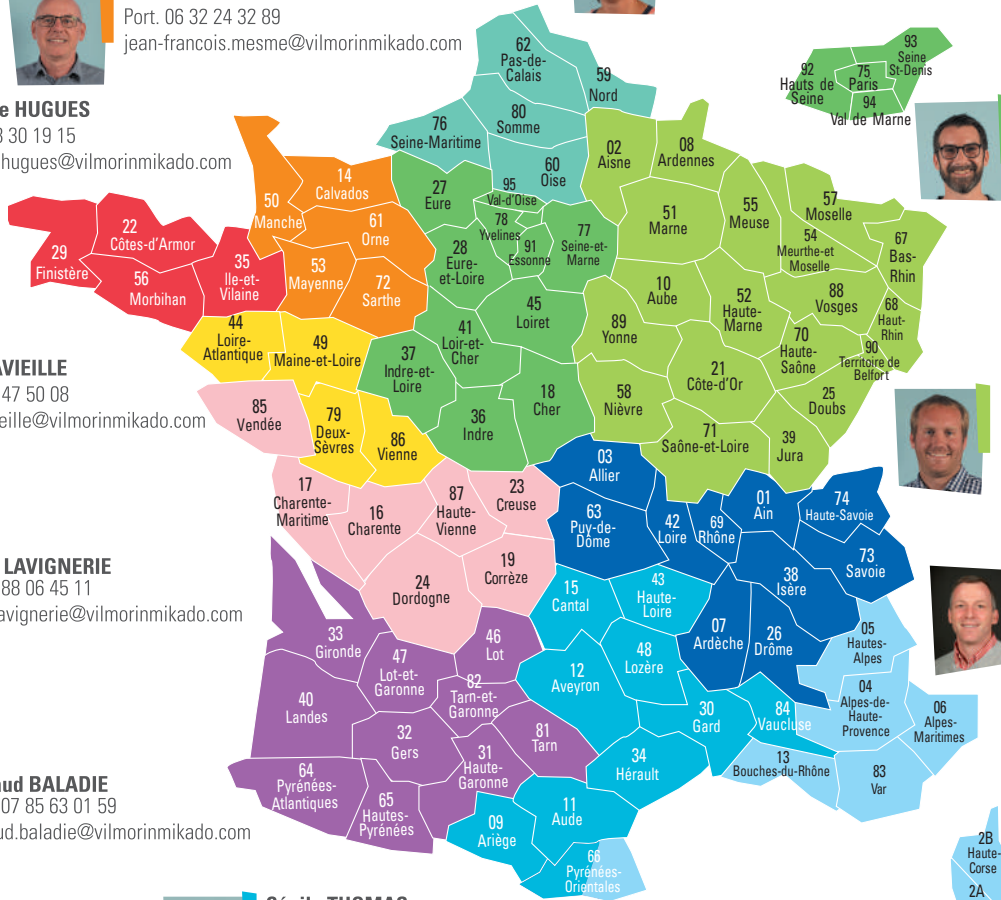 Port. 06 32 24 32 89
jean-francois.mesme@vilmorinmikado.com
e HUGUES
30 19 15
hugues@vilmorinmikado.com
AVIEILLE
47 50 08
eille@vilmorinmikado.com
LAVIGNERIE
88 06 45 11
avignerie@vilmorinmikado.com
ud BALADIE
07 85 63 01 59
ud.baladie@vilmorinmikado.com
62
Pas-de-
Calais
59
Nord
80
Somme
76
Seine-Maritime
60
Oise
02
Aisne
08
Ardennes
92
Hauts de
Seine
75
Paris
93
Seine
St-Denis
94
Val de Marne
14
Calvados
50
Manche
61
Orne
53
Mayenne
72
Sarthe
27
Eure
95
Val-d'Oise
78
Yvelines
91
Essonne
77
Seine-et-
Marne
28
Eure-
et-Loire
51
Marne
55
Meuse
57
Moselle
54
Meurthe-et
Moselle
67
Bas-
Rhin
22
Côtes-d'Armor
29
Finistère
56
Morbihan
35
Ile-et-
Vilaine
10
Aube
52
Haute-
Marne
88
Vosges
68
Haut-
Rhin
45
Loiret
41
Loir-et
Cher
37
Indre-et-
Loire
89
Yonne
70
Haute-
Saône
90
Territoire de
Belfort
44
Loire-
Atlantique
49
Maine-et-Loire
21
Côte-d'Or
25
Doubs
18
Cher
58
Nièvre
36
Indre
85
Vendée
79
Deux-
Sèvres
86
Vienne
71
Saône-et-Loire
39
Jura
03
Allier
17
Charente-
Maritime
16
Charente
87
Haute-
Vienne
23
Creuse
63
Puy-de-
Dôme
42
Loire
69
Rhône
01
Ain
74
Haute-Savoie
73
Savoie
38
Isère
24
Dordogne
19
Corrèze
15
Cantal
43
Haute-
Loire
07
Ardèche
26
Drôme
05
Hautes-
Alpes
33
Gironde
47
Lot-et-
Garonne
46
Lot
82
Tarn-et-
Garonne
12
Aveyron
48
Lozère
30
Gard
84
Vaucluse
04
Alpes-de-
Haute-
Provence
06
Alpes-
Maritimes
40
Landes
32
Gers
31
Haute-
Garonne
81
Tarn
34
Hérault
13
Bouches-du-Rhône
83
Var
64
Pyrénées-
Atlantiques
65
Hautes-
Pyrénées
09
Ariège
11
Aude
66
Pyrénées-
Orientales
2B
Haute-
Corse
2A